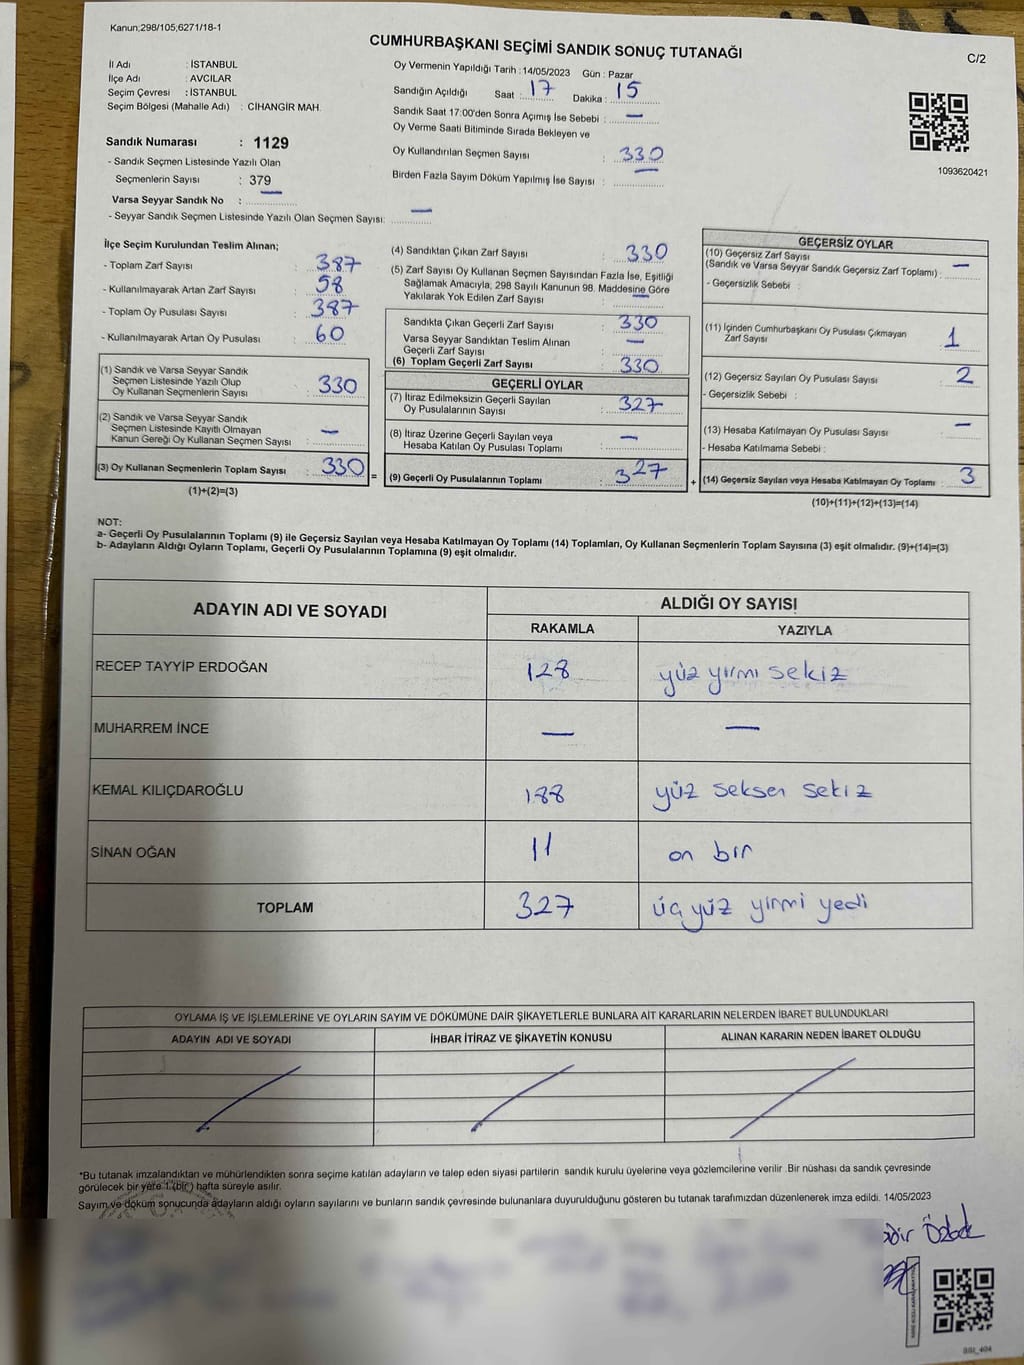 Kanun;298/105;6271/18-1
CUMHURBAŞKANI SEÇİMİ SANDIK SONUÇ TUTANAĞI
C/2
İl Adı : İSTANBUL
İlçe Adı : AVCILAR
Seçim Çevresi : İSTANBUL
Seçim Bölgesi (Mahalle Adı) : CİHANGİR MAH.
Sandık Numarası : 1129
- Sandık Seçmen Listesinde Yazılı Olan
Seçmenlerin Sayısı : 379
Varsa Seyyar Sandık No : —
- Seyyar Sandık Seçmen Listesinde Yazılı Olan Seçmen Sayısı: —
Oy Vermenin Yapıldığı Tarih : 14/05/2023 Gün : Pazar
Sandığın Açıldığı Saat : 17 Dakika : 15
Sandık Saat 17:00'den Sonra Açılmış İse Sebebi : —
Oy Verme Saati Bitiminde Sırada Bekleyen ve
Oy Kullandırılan Seçmen Sayısı : 330
Birden Fazla Sayım Döküm Yapılmış İse Sayısı : —
1093620421
İlçe Seçim Kurulundan Teslim Alınan;
- Toplam Zarf Sayısı : 387
- Kullanılmayarak Artan Zarf Sayısı : 58
- Toplam Oy Pusulası Sayısı : 387
- Kullanılmayarak Artan Oy Pusulası : 60
(1) Sandık ve Varsa Seyyar Sandık
Seçmen Listesinde Yazılı Olup
Oy Kullanan Seçmenlerin Sayısı : 330
(2) Sandık ve Varsa Seyyar Sandık
Seçmen Listesinde Kayıtlı Olmayan
Kanun Gereği Oy Kullanan Seçmen Sayısı : —
(3) Oy Kullanan Seçmenlerin Toplam Sayısı : 330
(1)+(2)=(3)
=
(4) Sandıktan Çıkan Zarf Sayısı : 330
(5) Zarf Sayısı Oy Kullanan Seçmen Sayısından Fazla İse, Eşitliği
Sağlamak Amacıyla, 298 Sayılı Kanunun 98. Maddesine Göre
Yakılarak Yok Edilen Zarf Sayısı : —
Sandıkta Çıkan Geçerli Zarf Sayısı : 330
Varsa Seyyar Sandıktan Teslim Alınan
Geçerli Zarf Sayısı : —
(6) Toplam Geçerli Zarf Sayısı : 330
GEÇERLİ OYLAR
(7) İtiraz Edilmeksizin Geçerli Sayılan
Oy Pusulalarının Sayısı : 327
(8) İtiraz Üzerine Geçerli Sayılan veya
Hesaba Katılan Oy Pusulası Toplamı : —
(9) Geçerli Oy Pusulalarının Toplamı : 327
+
GEÇERSİZ OYLAR
(10) Geçersiz Zarf Sayısı
(Sandık ve Varsa Seyyar Sandık Geçersiz Zarf Toplamı) : —
- Geçersizlik Sebebi :
(11) İçinden Cumhurbaşkanı Oy Pusulası Çıkmayan
Zarf Sayısı : 1
(12) Geçersiz Sayılan Oy Pusulası Sayısı : 2
- Geçersizlik Sebebi :
(13) Hesaba Katılmayan Oy Pusulası Sayısı : —
- Hesaba Katılmama Sebebi :
(14) Geçersiz Sayılan veya Hesaba Katılmayan Oy Toplamı : 3
(10)+(11)+(12)+(13)=(14)
NOT:
a- Geçerli Oy Pusulalarının Toplamı (9) ile Geçersiz Sayılan veya Hesaba Katılmayan Oy Toplamı (14) Toplamları, Oy Kullanan Seçmenlerin Toplam Sayısına (3) eşit olmalıdır. (9)+(14)=(3)
b- Adayların Aldığı Oyların Toplamı, Geçerli Oy Pusulalarının Toplamına (9) eşit olmalıdır.
ADAYIN ADI VE SOYADI ALDIĞI OY SAYISI
RAKAMLA YAZIYLA
RECEP TAYYİP ERDOĞAN 128 yüz yirmi sekiz
MUHARREM İNCE — —
KEMAL KILIÇDAROĞLU 188 yüz seksen sekiz
SİNAN OĞAN 11 on bir
TOPLAM 327 üç yüz yirmi yedi
OYLAMA İŞ VE İŞLEMLERİNE VE OYLARIN SAYIM VE DÖKÜMÜNE DAİR ŞİKAYETLERLE BUNLARA AİT KARARLARIN NELERDEN İBARET BULUNDUKLARI
ADAYIN ADI VE SOYADI İHBAR İTİRAZ VE ŞİKAYETİN KONUSU ALINAN KARARIN NEDEN İBARET OLDUĞU
*Bu tutanak imzalandıktan ve mühürlendikten sonra seçime katılan adayların ve talep eden siyasi partilerin sandık kurulu üyelerine veya gözlemcilerine verilir .Bir nüshası da sandık çevresinde
görülecek bir yere 1 (bir) hafta süreyle asılır.
Sayım ve döküm sonucunda adayların aldığı oyların sayılarını ve bunların sandık çevresinde bulunanlara duyurulduğunu gösteren bu tutanak tarafımızdan düzenlenerek imza edildi. 14/05/2023